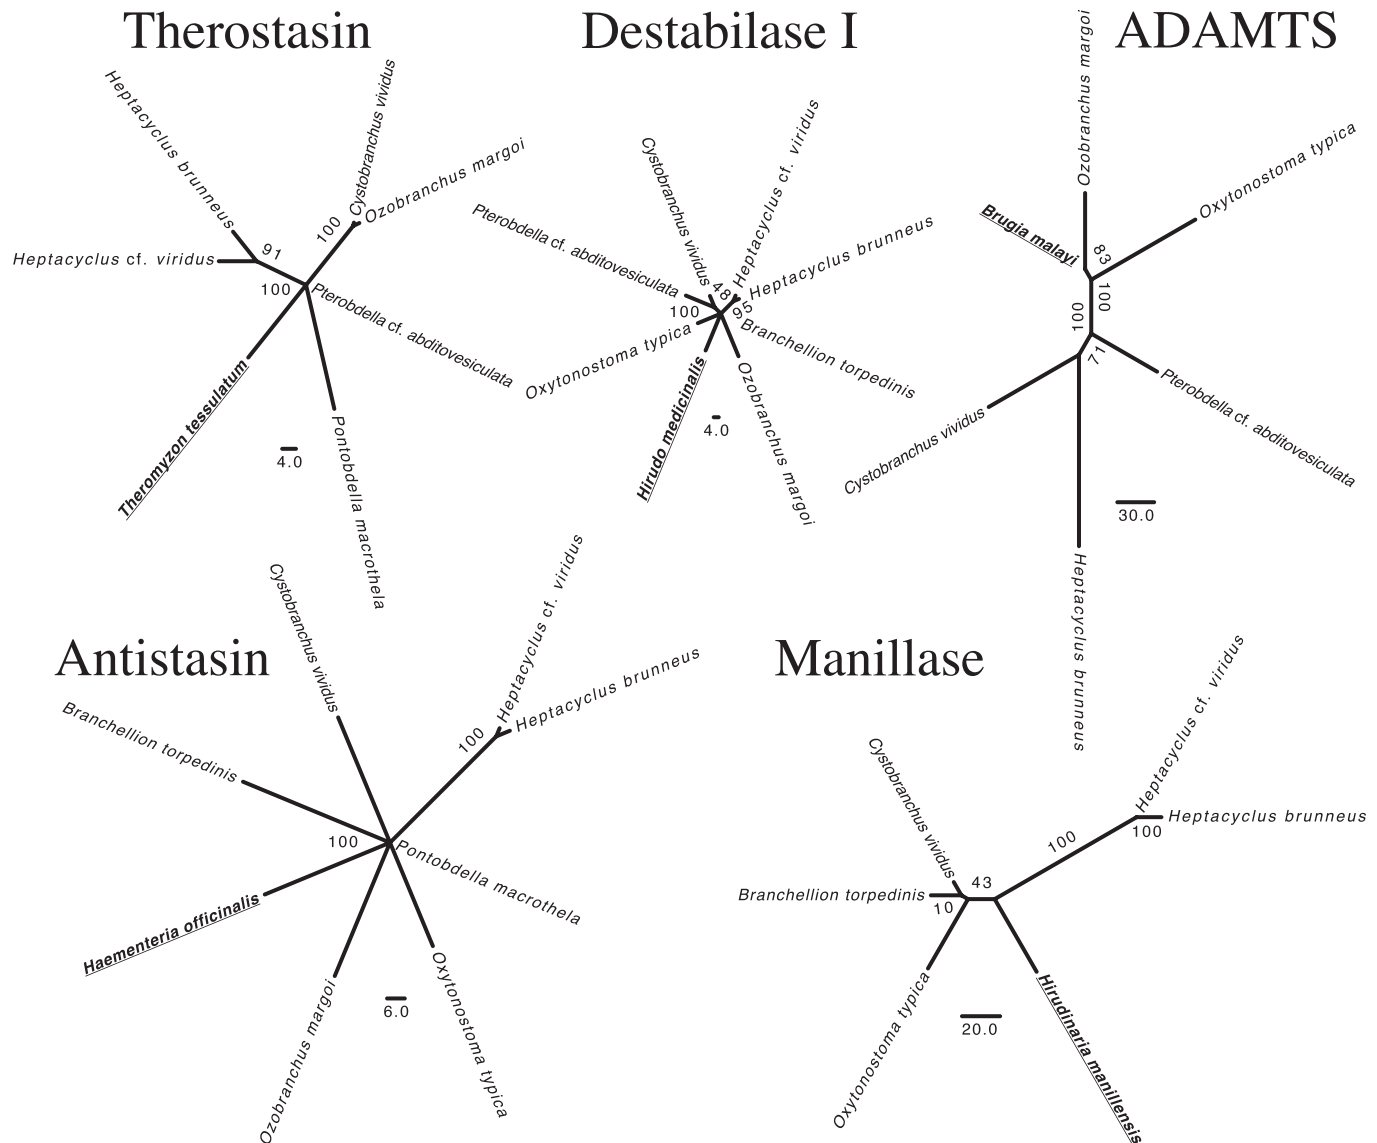 Therostasin
Heptacyclus brunneus
Cystobranchus vividus
Ozobranchus margoi
100
91
Heptacyclus cf. viridus
100
Pterobdella cf. abditovesiculata
Theromyzon tessulatum
Pontobdella macrothela
4.0
Destabilase I
Cystobranchus vividus
Heptacyclus cf. viridus
Pterobdella cf. abditovesiculata
Heptacyclus brunneus
48
95
100
Oxytonostoma typica
Branchellion torpedinis
Hirudo medicinalis
Ozobranchus margoi
4.0
ADAMTS
Ozobranchus margoi
Oxytonostoma typica
Brugia malayi
83
100
100
71
Pterobdella cf. abditovesiculata
Cystobranchus vividus
Heptacyclus brunneus
30.0
Antistasin
Cystobranchus vividus
Heptacyclus cf. viridus
Heptacyclus brunneus
Branchellion torpedinis
100
100
Pontobdella macrothela
Haementeria officinalis
Ozobranchus margoi
Oxytonostoma typica
6.0
Manillase
Heptacyclus cf. viridus
Cystobranchus vividus
Heptacyclus brunneus
100
100
43
Branchellion torpedinis
10
Oxytonostoma typica
Hirudinaria manillensis
20.0